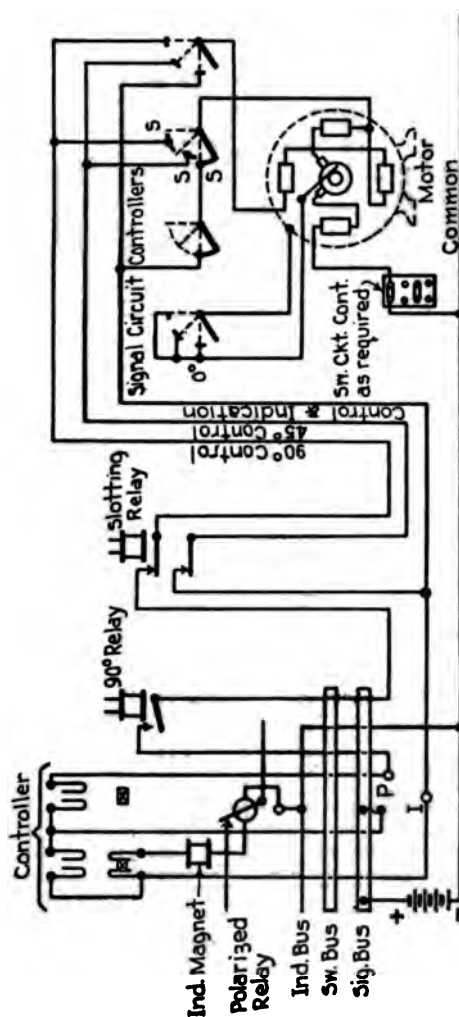 Controller
90° Relay
Slotting
Relay
Signal Circuit Controllers
S
S
S
0°
Motor
Common
Sw. Ckt. Cont.
as required
Control & Indication
45° Control
90° Control
Ind. Magnet
Polarized
Relay
Ind. Bus
Sw. Bus
Sig. Bus
P
I
+
-